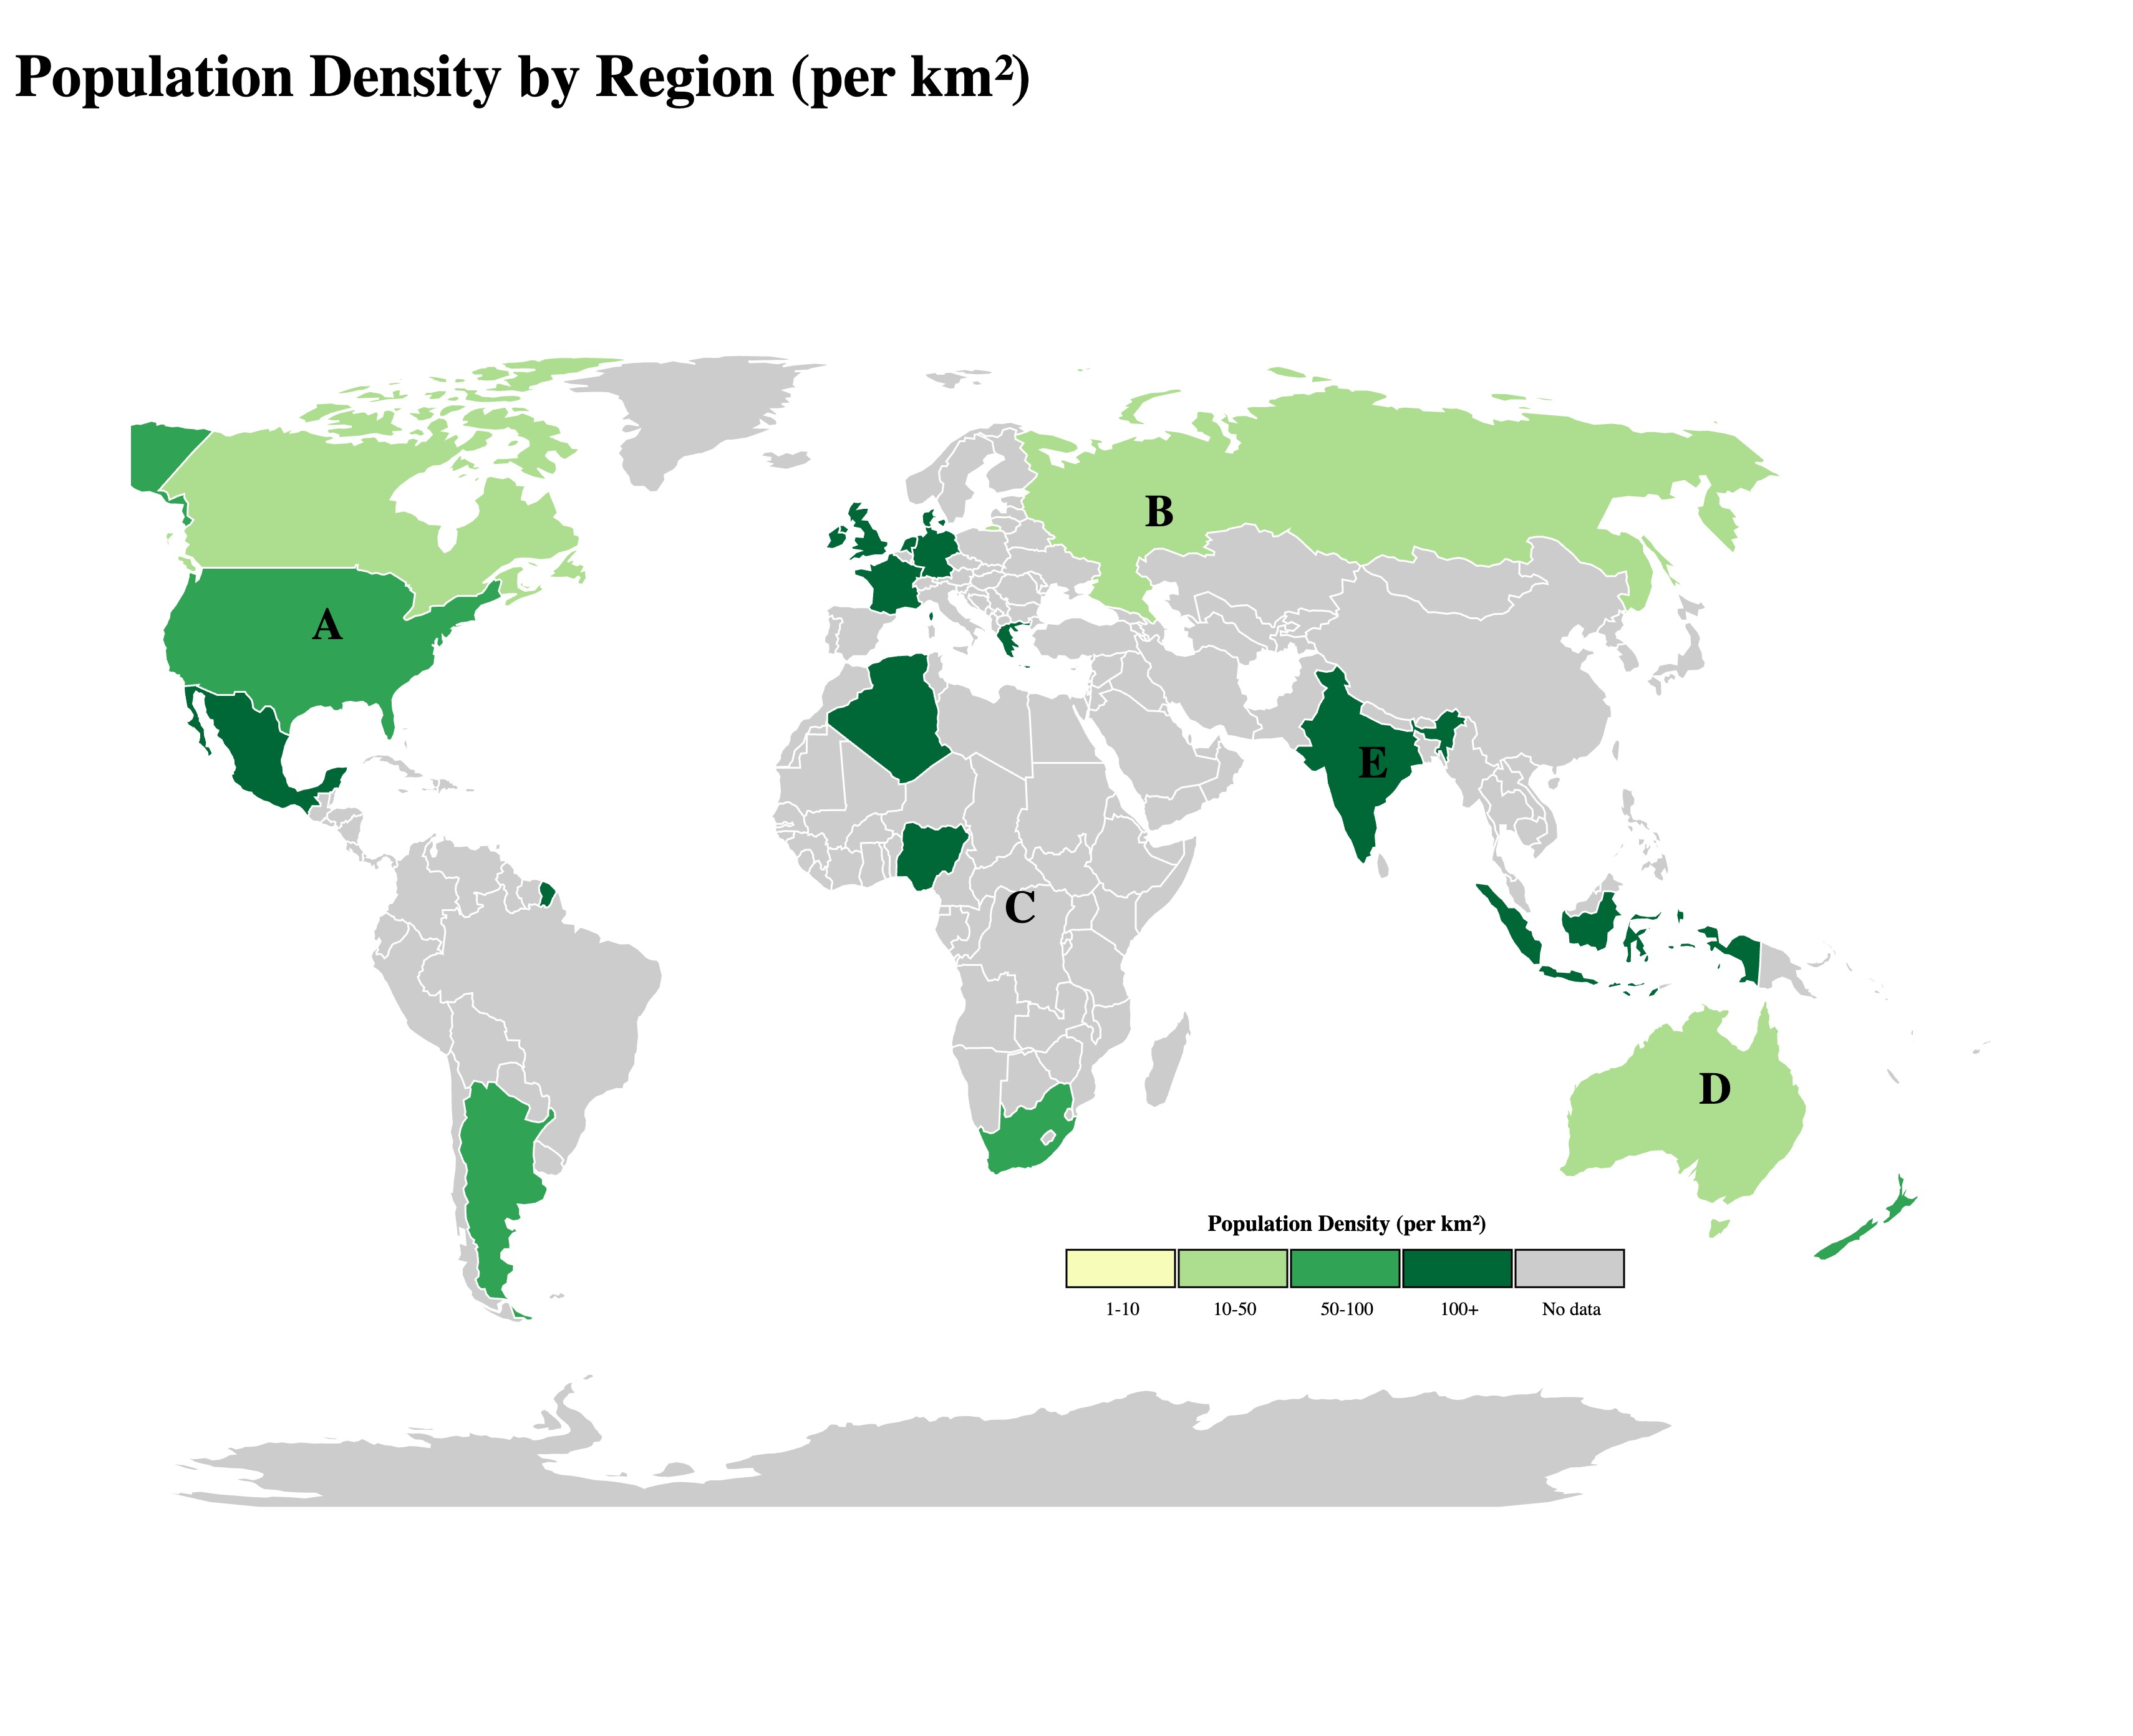 Population Density by Region (per km²)
B
A
E
C
D
Population Density (per km²)
1-10 10-50 50-100 100+ No data